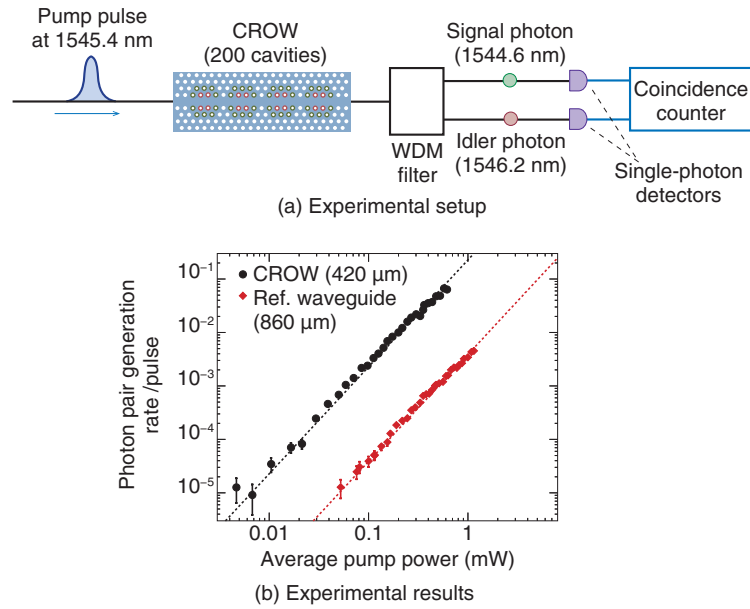 Pump pulse
at 1545.4 nm
CROW
(200 cavities)
Signal photon
(1544.6 nm)
Coincidence
counter
WDM
filter
Idler photon
(1546.2 nm)
Single-photon
detectors
(a) Experimental setup
Photon pair generation
rate /pulse
10⁻¹
10⁻²
10⁻³
10⁻⁴
10⁻⁵
CROW (420 μm)
Ref. waveguide
(860 μm)
0.01 0.1 1
Average pump power (mW)
(b) Experimental results